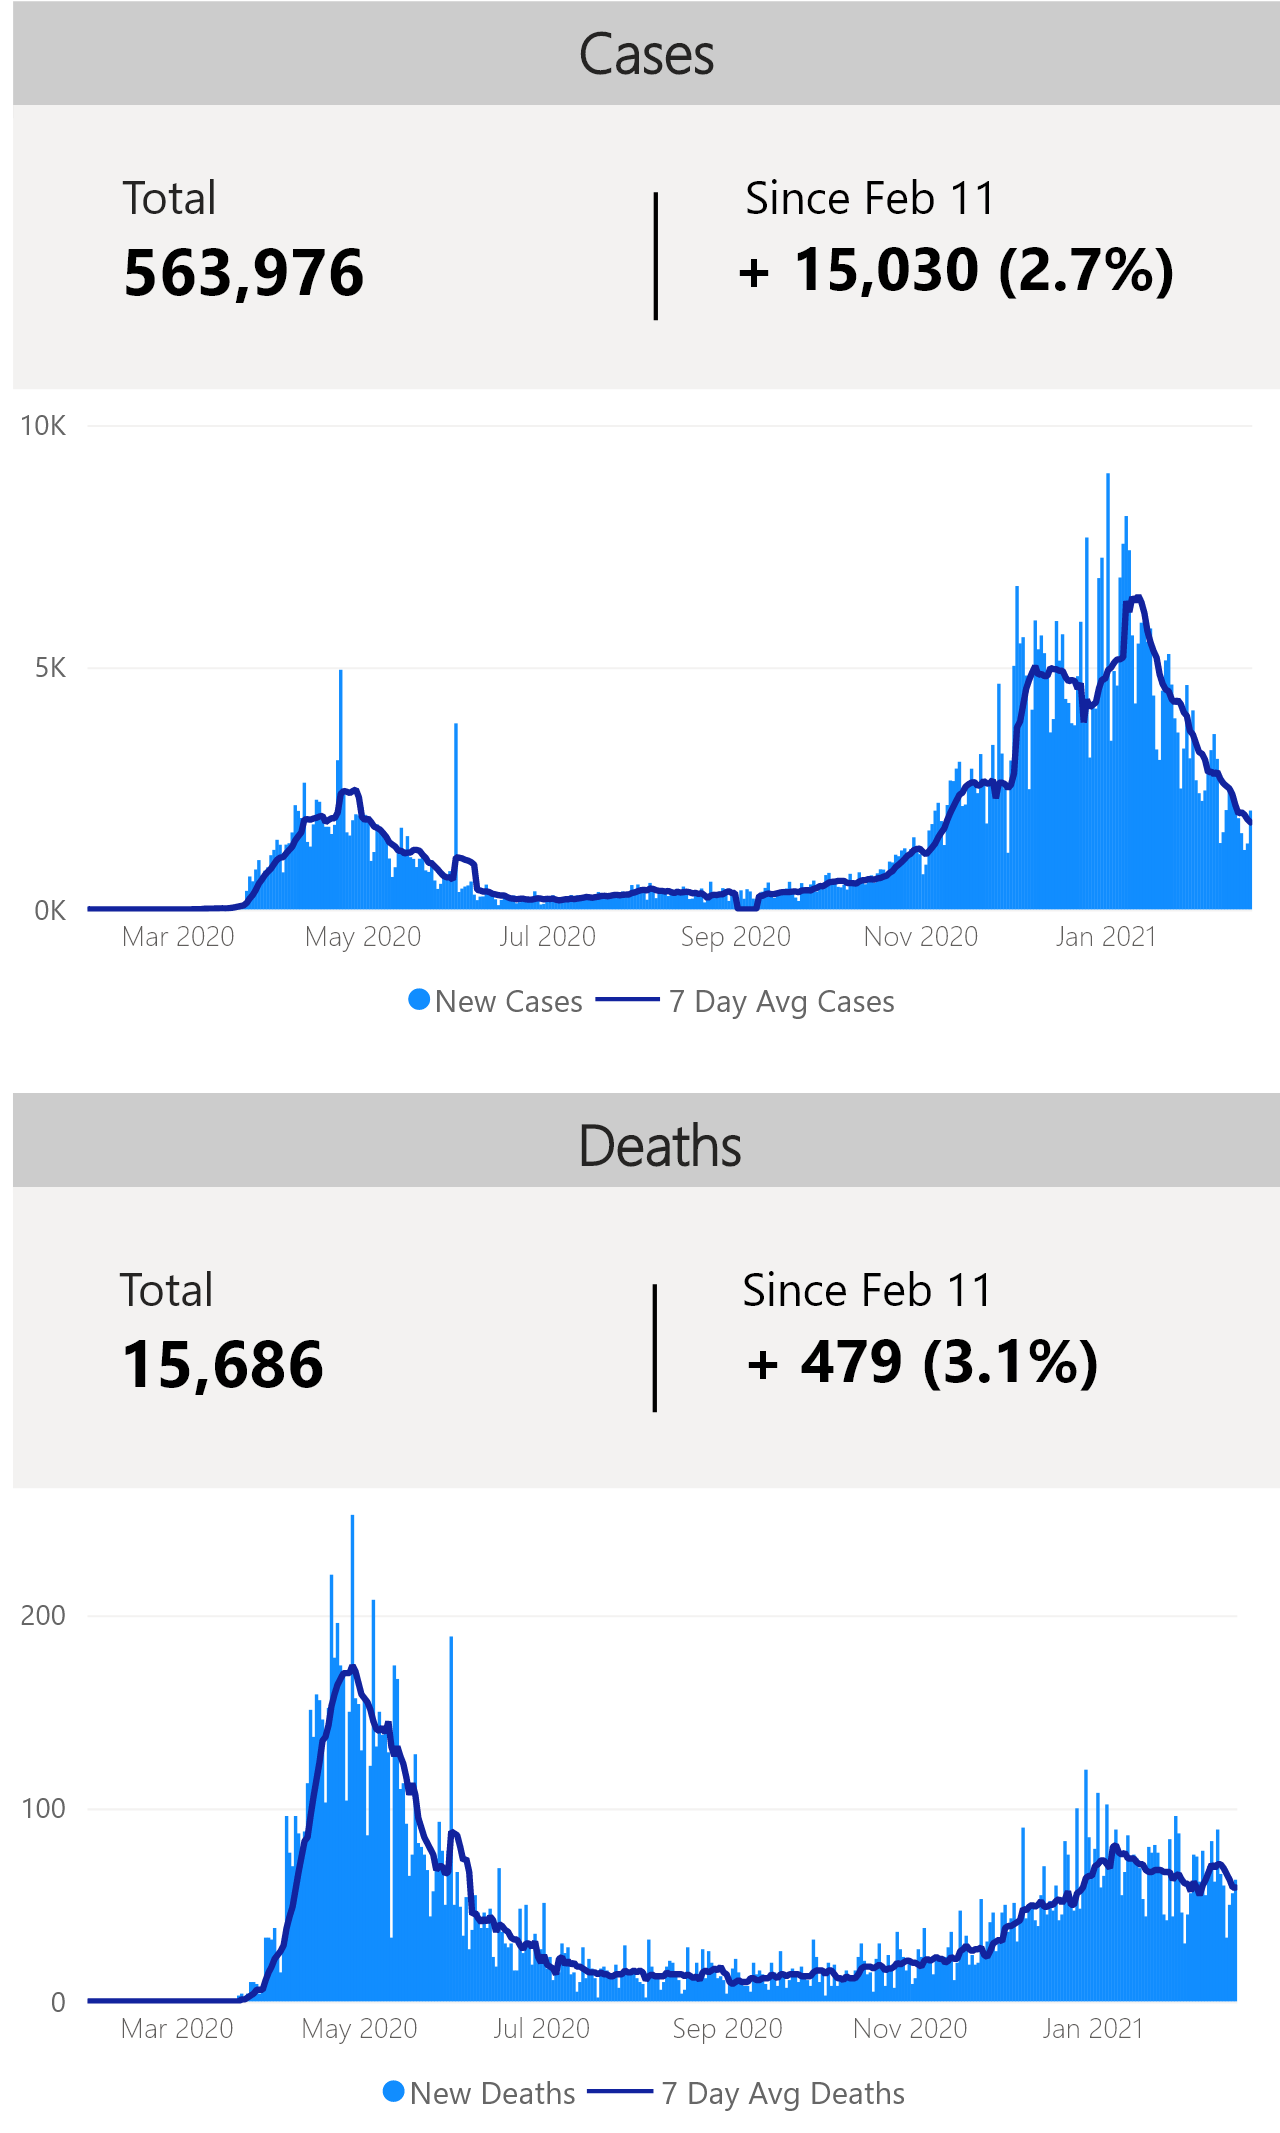 Cases
Total
Since Feb 11
563,976
+ 15,030 (2.7%)
10K
5K
0K
Mar 2020 May 2020 Jul 2020 Sep 2020 Nov 2020 Jan 2021
New Cases 7 Day Avg Cases
Deaths
Total
Since Feb 11
15,686
+ 479 (3.1%)
200
100
0
Mar 2020 May 2020 Jul 2020 Sep 2020 Nov 2020 Jan 2021
New Deaths 7 Day Avg Deaths